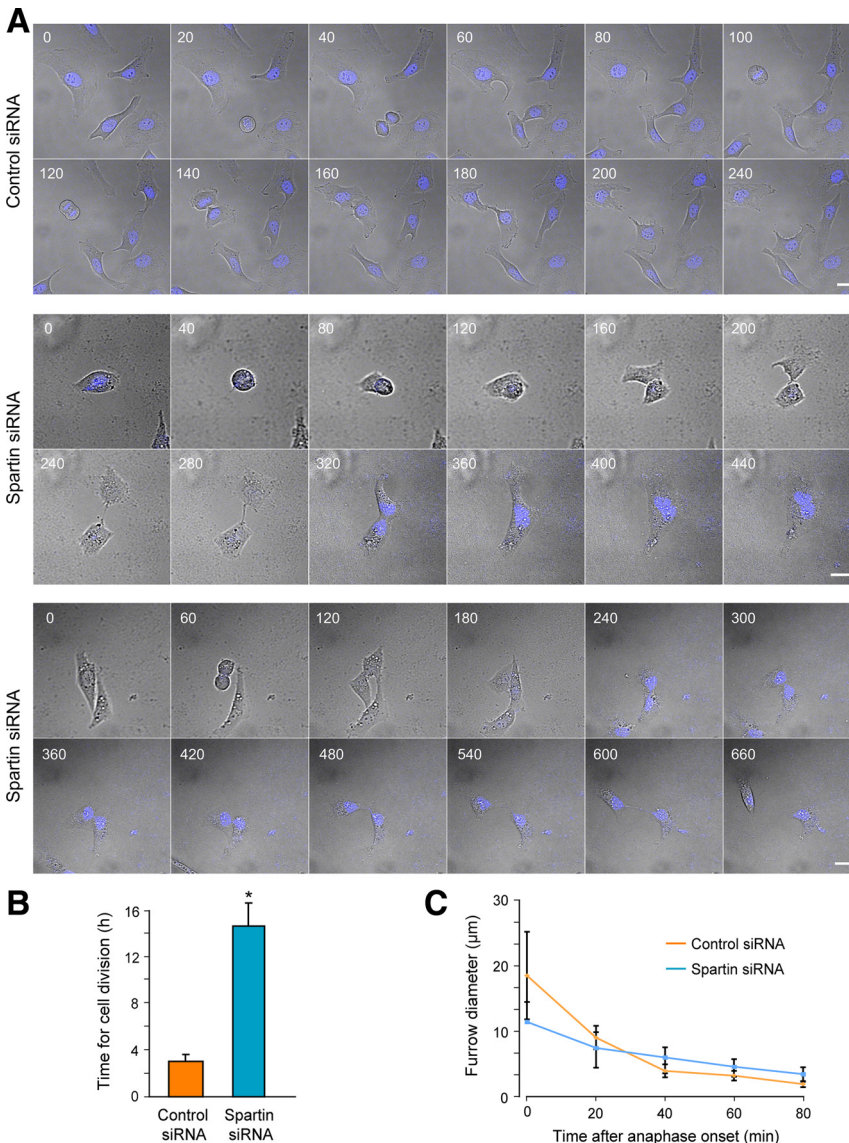 A
Control siRNA
0 20 40 60 80 100
120 140 160 180 200 240
Spartin siRNA
0 40 80 120 160 200
240 280 320 360 400 440
Spartin siRNA
0 60 120 180 240 300
360 420 480 540 600 660
B
Time for cell division (h)
16
12
8
4
0
*
Control siRNA
Spartin siRNA
C
Furrow diameter (µm)
30
20
10
0
Control siRNA
Spartin siRNA
0 20 40 60 80
Time after anaphase onset (min)